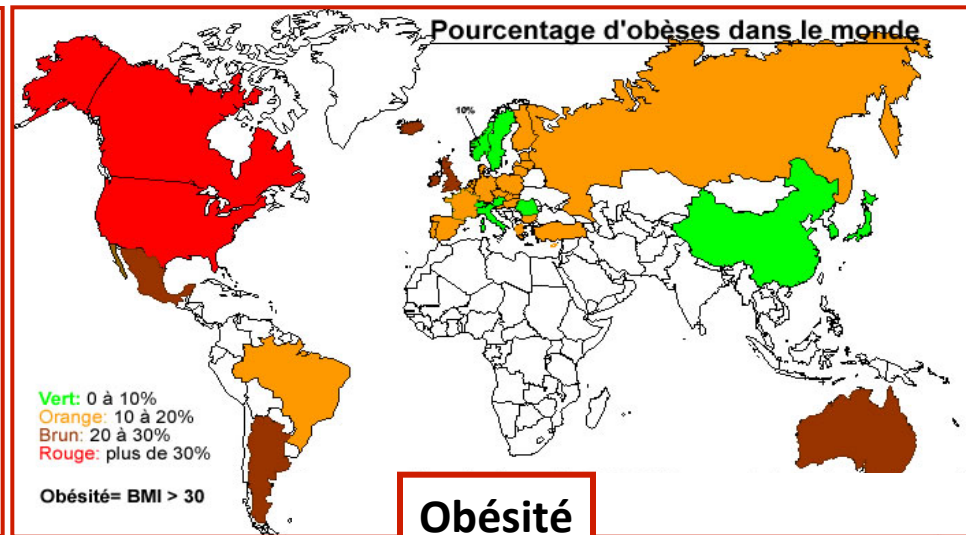 Pourcentage d'obèses dans le monde
10%
Vert: 0 à 10%
Orange: 10 à 20%
Brun: 20 à 30%
Rouge: plus de 30%
Obésité= BMI > 30
Obésité